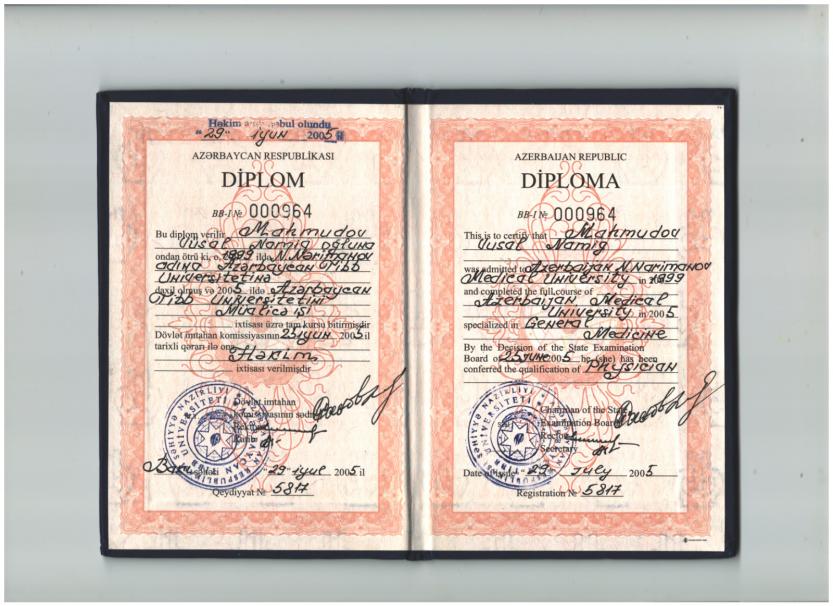 Həkim andı qəbul olundu
"29" iyun 2005 il
AZƏRBAYCAN RESPUBLİKASI
DİPLOM
BB-I № 000964
Bu diplom verilir Mahmudov
Vusal Namig oğluna
ondan ötrü ki, o, 1999 ildə N.Nərimanov
adına Azərbaycan Tibb
Universitetinə
daxil olmuş və 2005 ildə Azərbaycan
Tibb Universitetini
Müalicə işi
ixtisası üzrə tam kursu bitirmişdir
Dövlət imtahan komissiyasının 25 iyun 2005 il
tarixli qərarı ilə ona
Həkim
ixtisası verilmişdir
Dövlət imtahan
komissiyasının sədri
Rektor
Katib
Bakı şəhəri "29" iyul 2005 il
Qeydiyyat № 5817
AZERBAIJAN REPUBLIC
DİPLOMA
BB-I № 000964
This is to certify that Mahmudov
Vusal Namig
was admitted to Azerbaijan N.Narimanov
Medical University in 1999
and completed the full course of
Azerbaijan Medical
University in 2005
specialized in General
Medicine
By the Decision of the State Examination
Board of 25 June 2005 he (she) has been
conferred the qualification of Physician
Chairman of the State
Examination Board
Rector
Secretary
Date of issue "29" July 2005
Registration № 5817